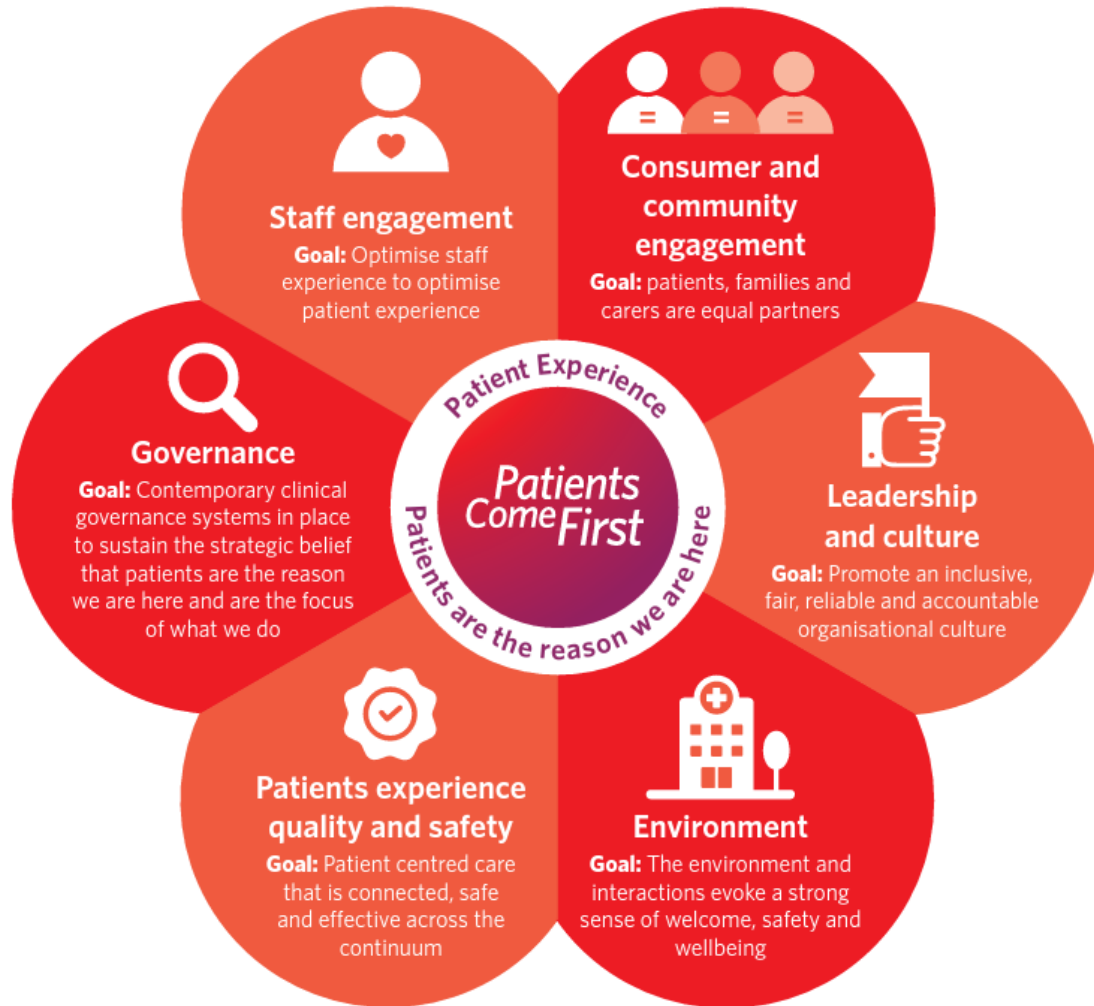 Staff engagement
Goal: Optimise staff
experience to optimise
patient experience
Consumer and
community
engagement
Goal: patients, families and
carers are equal partners
Governance
Goal: Contemporary clinical
governance systems in place
to sustain the strategic belief
that patients are the reason
we are here and are the focus
of what we do
Patient Experience
Patients
Come First
Patients are the reason we are here
Leadership
and culture
Goal: Promote an inclusive,
fair, reliable and accountable
organisational culture
Patients experience
quality and safety
Goal: Patient centred care
that is connected, safe
and effective across the
continuum
Environment
Goal: The environment and
interactions evoke a strong
sense of welcome, safety and
wellbeing